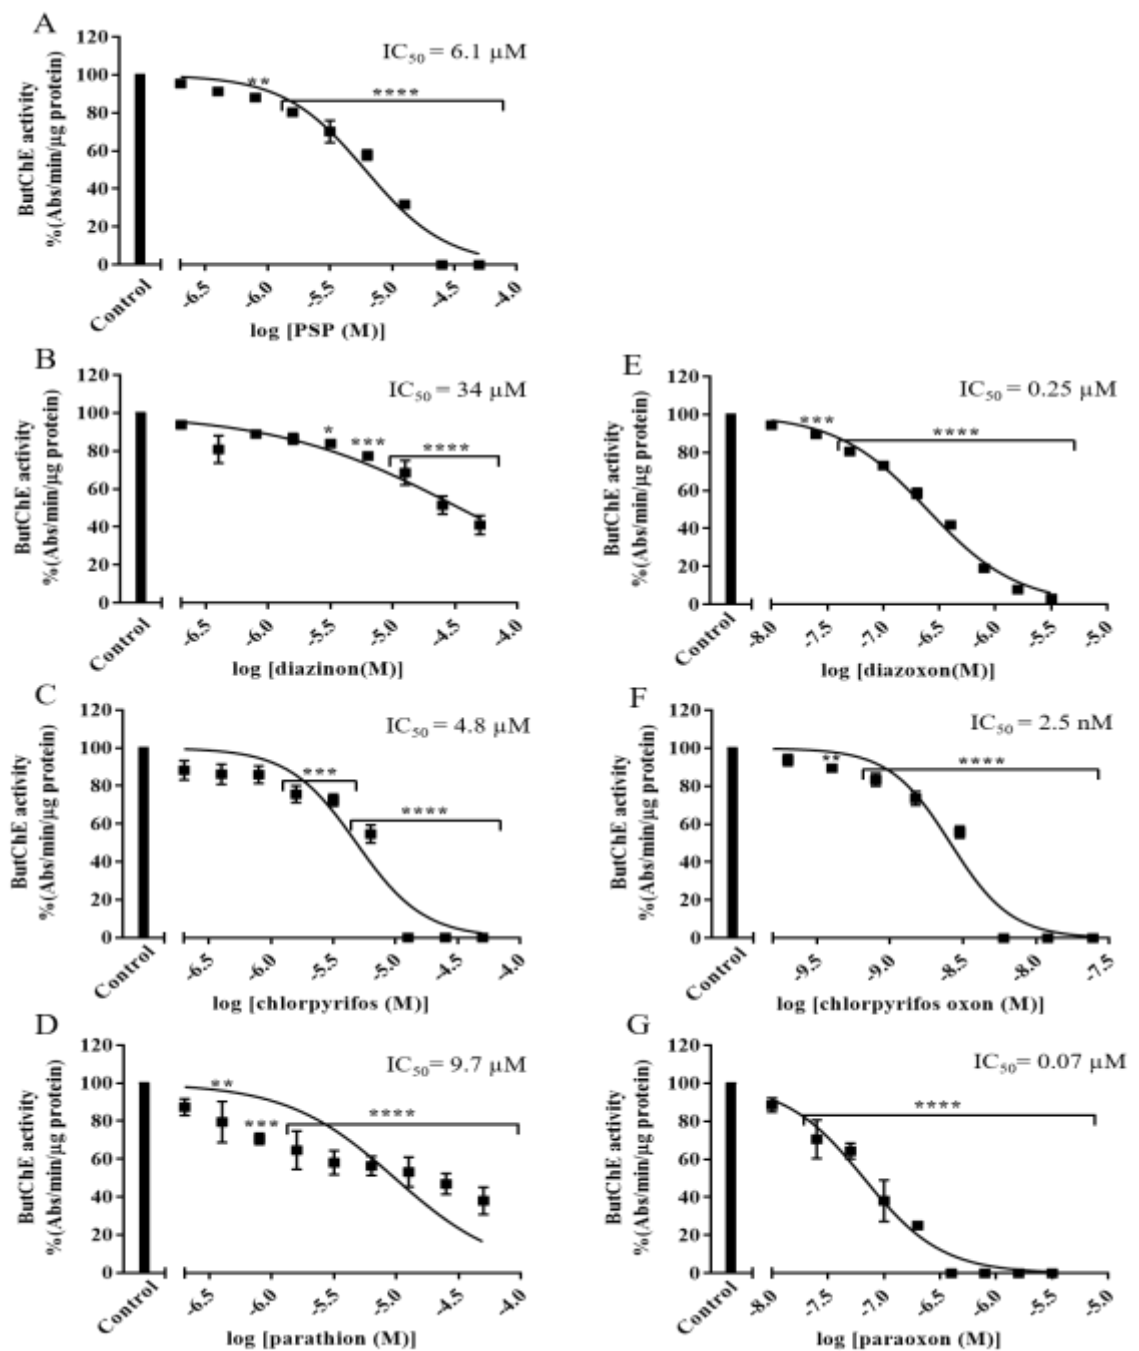 A
IC50 = 6.1 µM
ButChE activity
%(Abs/min/µg protein)
120
100
80
60
40
20
0
**
****
Control
-6.5
-6.0
-5.5
-5.0
-4.5
-4.0
log [PSP (M)]
B
IC50 = 34 µM
ButChE activity
%(Abs/min/µg protein)
120
100
80
60
40
20
0
*
***
****
Control
-6.5
-6.0
-5.5
-5.0
-4.5
-4.0
log [diazinon(M)]
E
IC50 = 0.25 µM
ButChE activity
%(Abs/min/µg protein)
120
100
80
60
40
20
0
***
****
Control
-8.0
-7.5
-7.0
-6.5
-6.0
-5.5
-5.0
log [diazoxon(M)]
C
IC50 = 4.8 µM
ButChE activity
%(Abs/min/µg protein)
120
100
80
60
40
20
0
***
****
Control
-6.5
-6.0
-5.5
-5.0
-4.5
-4.0
log [chlorpyrifos (M)]
F
IC50 = 2.5 nM
ButChE activity
%(Abs/min/µg protein)
120
100
80
60
40
20
0
**
****
Control
-9.5
-9.0
-8.5
-8.0
-7.5
log [chlorpyrifos oxon (M)]
D
IC50= 9.7 µM
ButChE activity
%(Abs/min/µg protein)
120
100
80
60
40
20
0
**
***
****
Control
-6.5
-6.0
-5.5
-5.0
-4.5
-4.0
log [parathion (M)]
G
IC50= 0.07 µM
ButChE activity
%(Abs/min/µg protein)
120
100
80
60
40
20
0
*
****
Control
-8.0
-7.5
-7.0
-6.5
-6.0
-5.5
-5.0
log [paraoxon (M)]